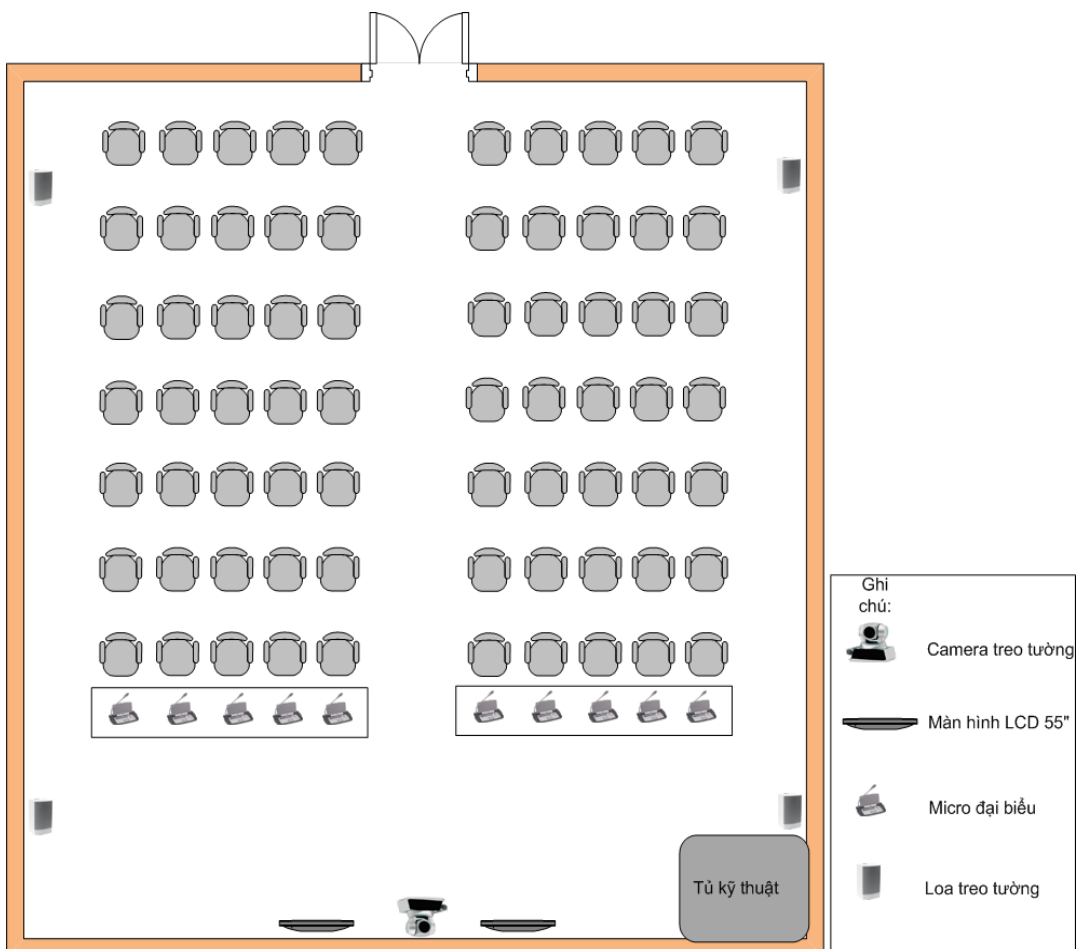 Ghi
chú:
Camera treo tường
Màn hình LCD 55"
Micro đại biểu
Tủ kỹ thuật
Loa treo tường